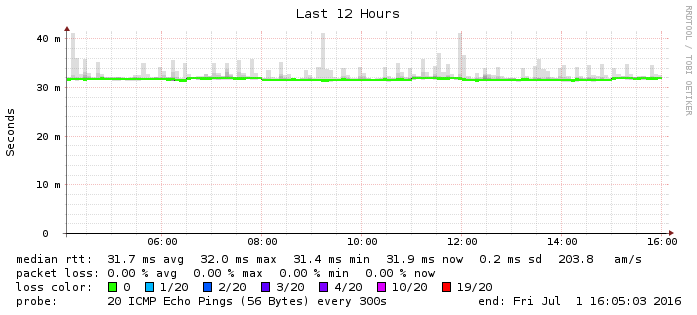 Last 12 Hours
RRDTOOL / TOBI OETIKER
Seconds
40 m
30 m
20 m
10 m
0
06:00 08:00 10:00 12:00 14:00 16:00
median rtt: 31.7 ms avg 32.0 ms max 31.4 ms min 31.9 ms now 0.2 ms sd 203.8 am/s
packet loss: 0.00 % avg 0.00 % max 0.00 % min 0.00 % now
loss color: 0 1/20 2/20 3/20 4/20 10/20 19/20
probe: 20 ICMP Echo Pings (56 Bytes) every 300s end: Fri Jul 1 16:05:03 2016